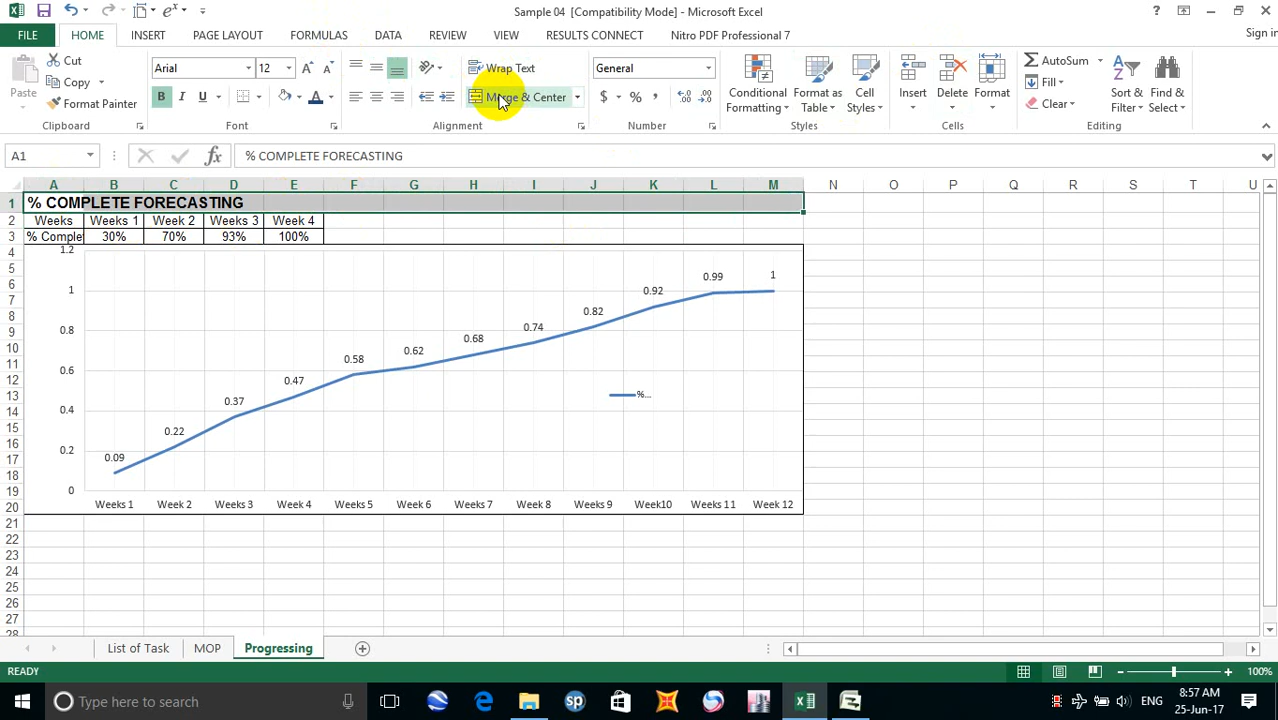 Sample 04 [Compatibility Mode] - Microsoft Excel
?
Sign in
FILE HOME INSERT PAGE LAYOUT FORMULAS DATA REVIEW VIEW RESULTS CONNECT Nitro PDF Professional 7
Paste
Cut
Copy
Format Painter
Clipboard
Arial 12
B I U
Font
Wrap Text
Merge & Center
Alignment
General
$ % ,
Number
Conditional Formatting
Format as Table
Cell Styles
Styles
Insert Delete Format
Cells
AutoSum
Fill
Clear
Sort & Filter
Find & Select
Editing
A1 fx % COMPLETE FORECASTING
A B C D E F G H I J K L M N O P Q R S T U
1 % COMPLETE FORECASTING
2 Weeks Weeks 1 Week 2 Weeks 3 Week 4
3 % Complet 30% 70% 93% 100%
4
5
6
7
8
9
10
11
12
13
14
15
16
17
18
19
20
21
22
23
24
25
26
27
28
1.2
1
0.8
0.6
0.4
0.2
0
0.09 0.22 0.37 0.47 0.58 0.62 0.68 0.74 0.82 0.92 0.99 1
%...
Weeks 1 Week 2 Weeks 3 Week 4 Weeks 5 Week 6 Weeks 7 Week 8 Weeks 9 Week10 Weeks 11 Week 12
List of Task MOP Progressing
READY 100%
Type here to search
ENG
8:57 AM
25-Jun-17